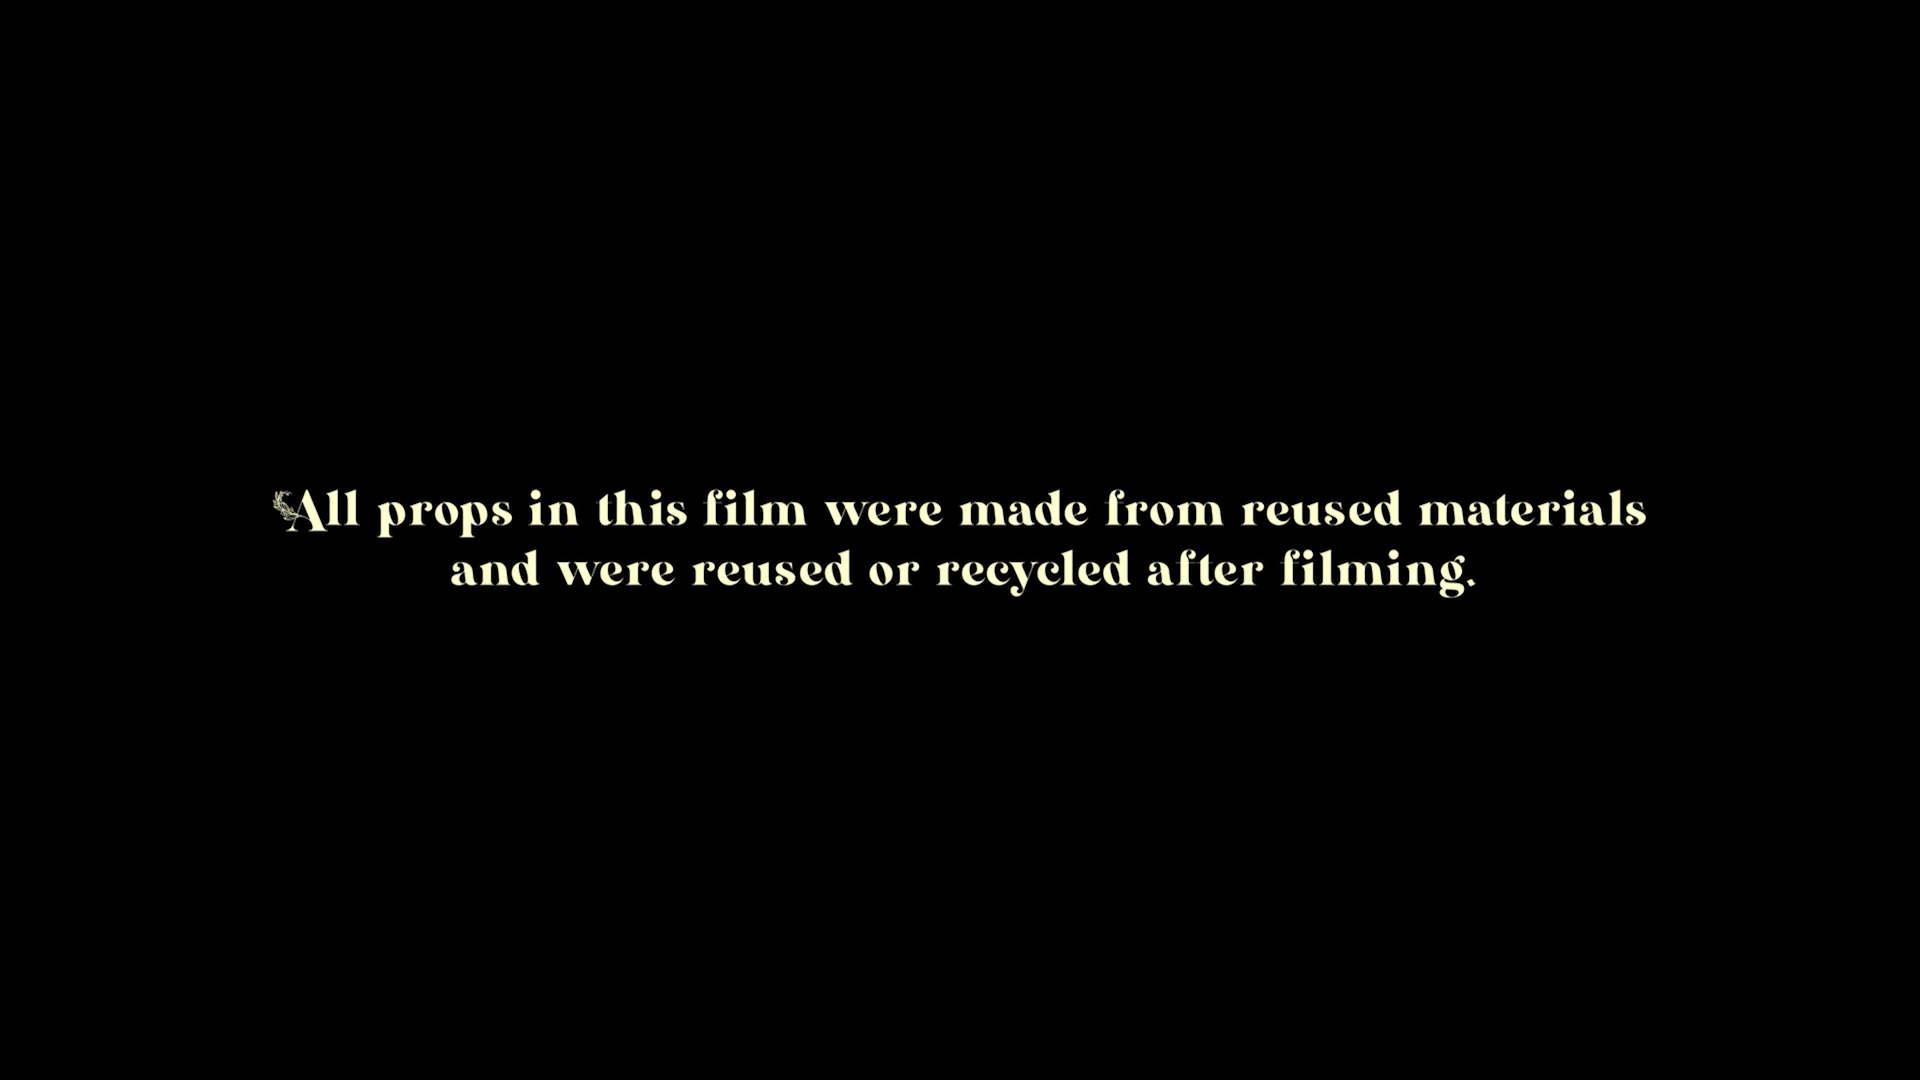 All props in this film were made from reused materials
and were reused or recycled after filming.